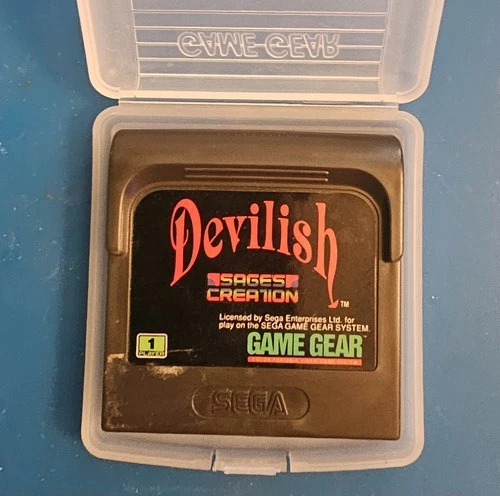 GAME GEAR
Devilish
SAGE'S
CREATION
TM
Licensed by Sega Enterprises Ltd. for
play on the SEGA GAME GEAR SYSTEM.
1
PLAYER
GAME GEAR
SEGA